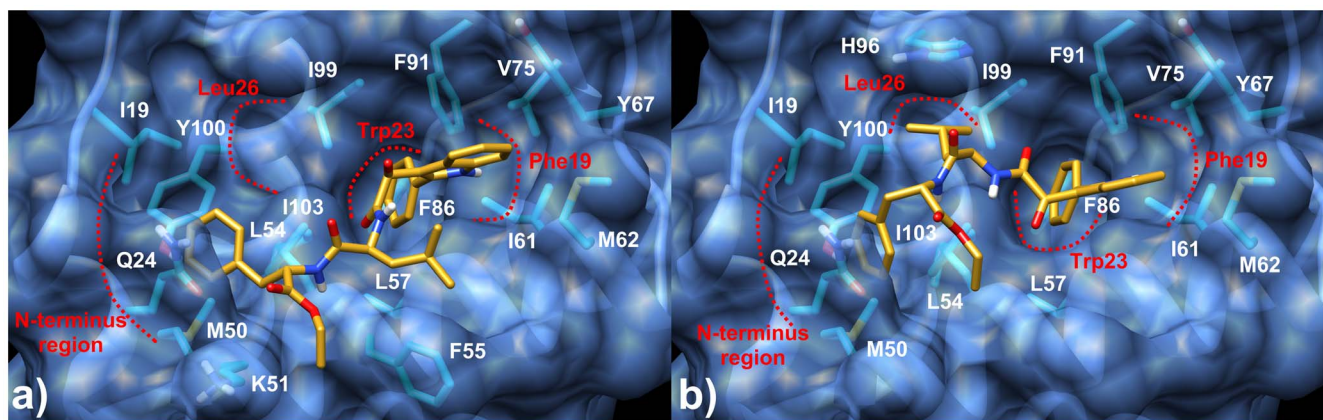 F91
V75
I99
Leu26
Y67
I19
Y100
Trp23
Phe19
F86
I103
L54
I61
M62
Q24
L57
N-terminus
region
M50
F55
K51
a)
H96
F91
V75
I99
Leu26
Y67
I19
Y100
Phe19
F86
I103
I61
M62
Q24
Trp23
L54
L57
N-terminus
region
M50
b)